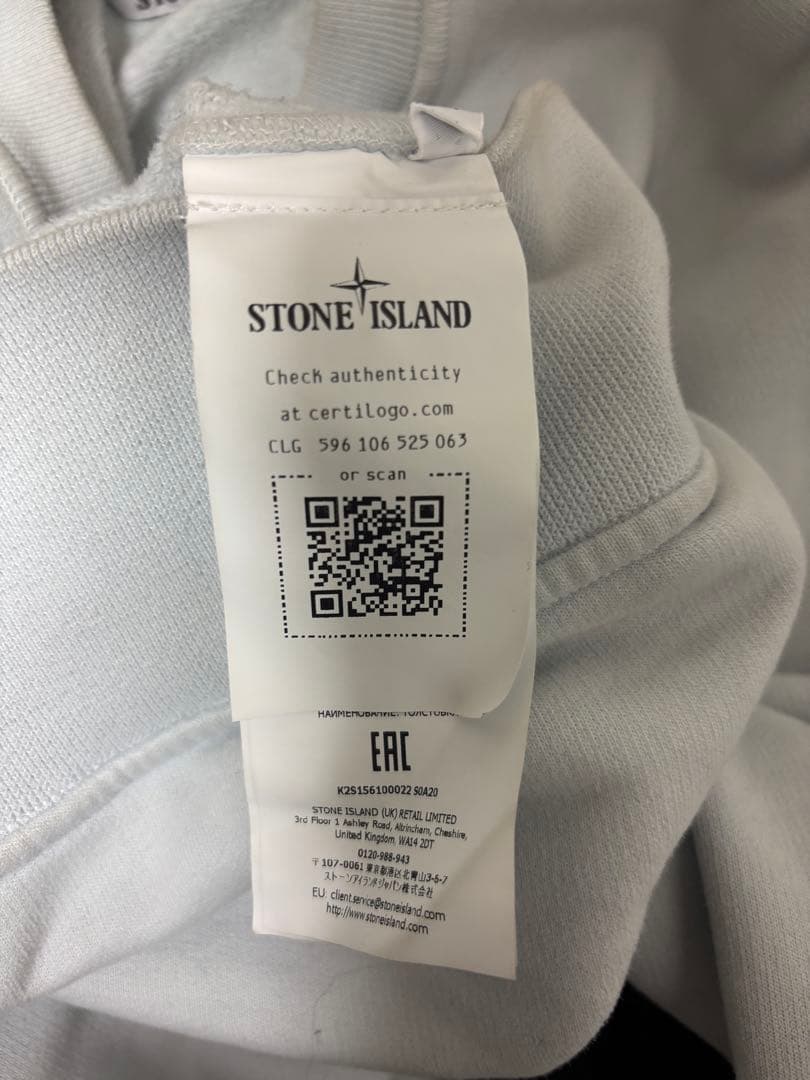 STONE ISLAND
Check authenticity
at certilogo.com
CLG 596 106 525 063
or scan
НАИМЕНОВАНИЕ: ТОЛСТОВКА
EAC
K2S156100022 S0A20
STONE ISLAND (UK) RETAIL LIMITED
3rd Floor 1 Ashley Road, Altrincham, Cheshire,
United Kingdom, WA14 2DT
0120-988-943
〒107-0061 東京都港区北青山3-5-7
ストーンアイランドジャパン株式会社
EU: client.service@stoneisland.com
http://www.stoneisland.com